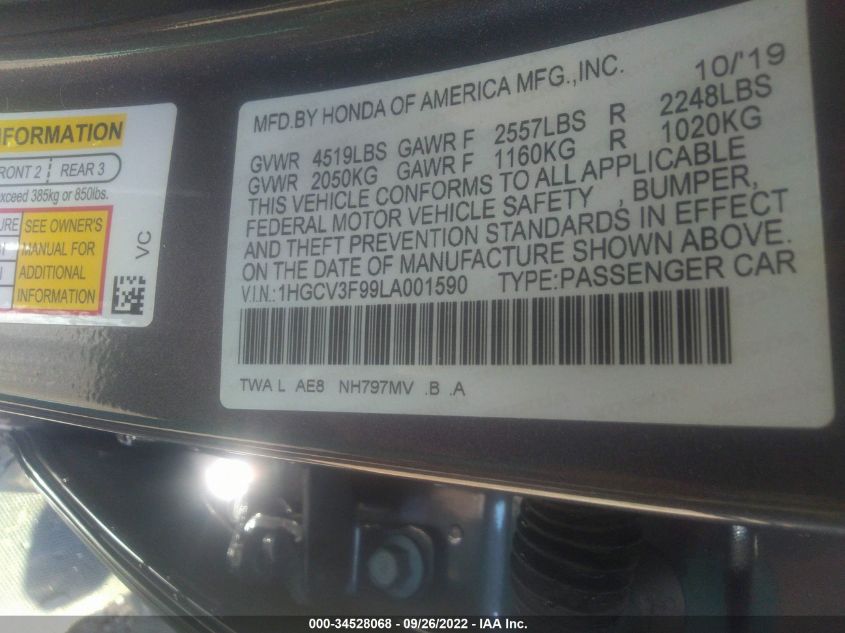 NFORMATION
RONT 2 | REAR 3
exceed 385kg or 850lbs.
URE
SEE OWNER'S
MANUAL FOR
ADDITIONAL
INFORMATION
VC
MFD.BY HONDA OF AMERICA MFG.,INC. 10/'19
GVWR 4519LBS GAWR F 2557LBS R 2248LBS
GVWR 2050KG GAWR F 1160KG R 1020KG
THIS VEHICLE CONFORMS TO ALL APPLICABLE
FEDERAL MOTOR VEHICLE SAFETY , BUMPER,
AND THEFT PREVENTION STANDARDS IN EFFECT
ON THE DATE OF MANUFACTURE SHOWN ABOVE.
V.I.N.:1HGCV3F99LA001590 TYPE:PASSENGER CAR
TWA L AE8 NH797MV .B .A
000-34528068 - 09/26/2022 - IAA Inc.